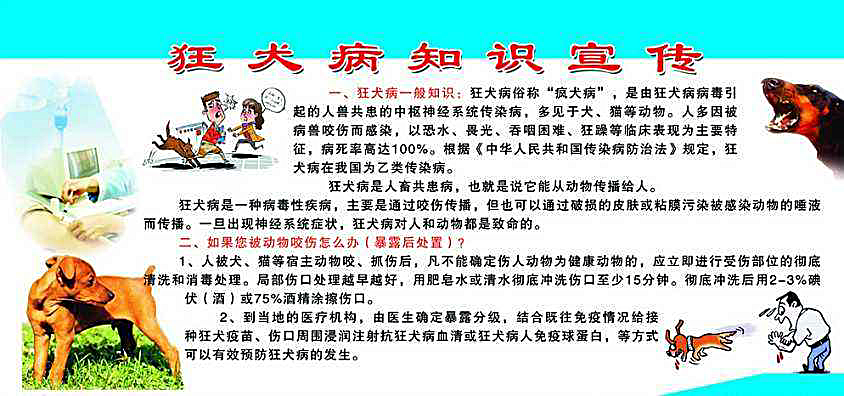 狂犬病知识宣传
一、狂犬病一般知识：狂犬病俗称“疯犬病”，是由狂犬病病毒引
起的人兽共患的中枢神经系统传染病，多见于犬、猫等动物。人多因被
病兽咬伤而感染，以恐水、畏光、吞咽困难、狂躁等临床表现为主要特
征，病死率高达100%。根据《中华人民共和国传染病防治法》规定，狂
犬病在我国为乙类传染病。
狂犬病是人畜共患病，也就是说它能从动物传播给人。
狂犬病是一种病毒性疾病，主要是通过咬伤传播，但也可以通过破损的皮肤或粘膜污染被感染动物的唾液
而传播。一旦出现神经系统症状，狂犬病对人和动物都是致命的。
二、如果您被动物咬伤怎么办（暴露后处置）？
1、人被犬、猫等宿主动物咬、抓伤后，凡不能确定伤人动物为健康动物的，应立即进行受伤部位的彻底
清洗和消毒处理。局部伤口处理越早越好，用肥皂水或清水彻底冲洗伤口至少15分钟。彻底冲洗后用2-3%碘
伏（酒）或75%酒精涂擦伤口。
2、到当地的医疗机构，由医生确定暴露分级，结合既往免疫情况给接
种狂犬疫苗、伤口周围浸润注射抗狂犬病血清或狂犬病人免疫球蛋白，等方式
可以有效预防狂犬病的发生。